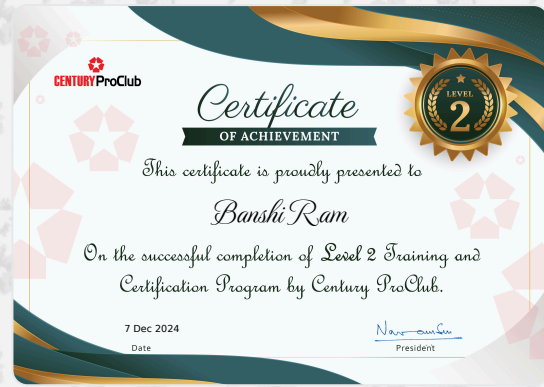 CENTURY ProClub
Certificate
OF ACHIEVEMENT
LEVEL
2
This certificate is proudly presented to
Banshi Ram
On the successful completion of Level 2 Training and
Certification Program by Century ProClub.
7 Dec 2024
Date
President